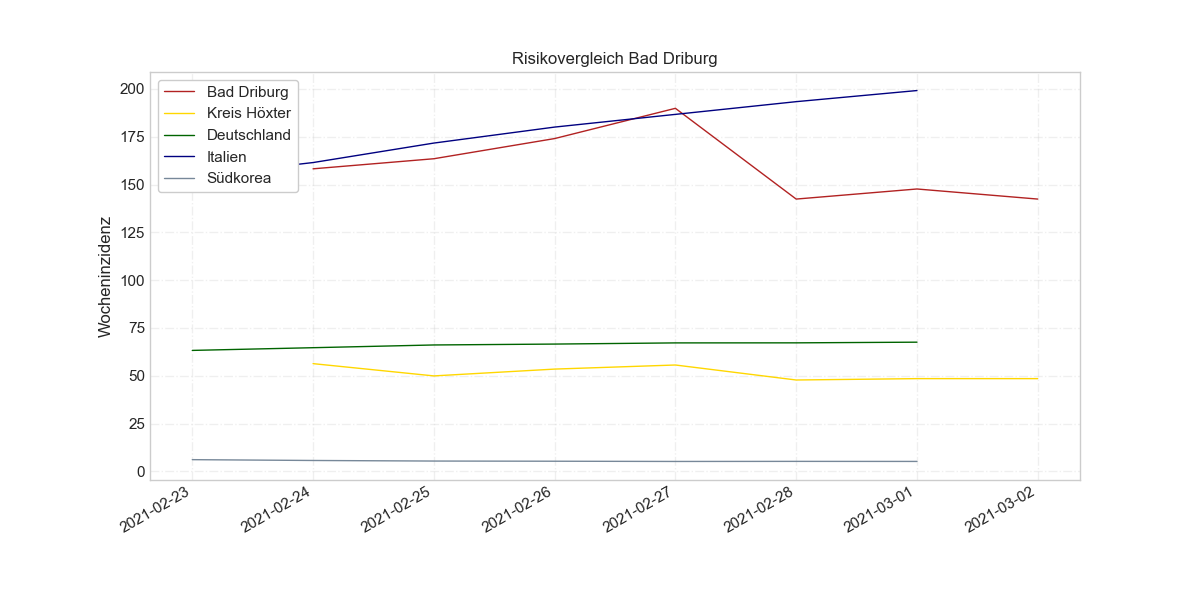 Risikovergleich Bad Driburg
Bad Driburg
Kreis Höxter
Deutschland
Italien
Südkorea
Wocheninzidenz
200
175
150
125
100
75
50
25
0
2021-02-23
2021-02-24
2021-02-25
2021-02-26
2021-02-27
2021-02-28
2021-03-01
2021-03-02